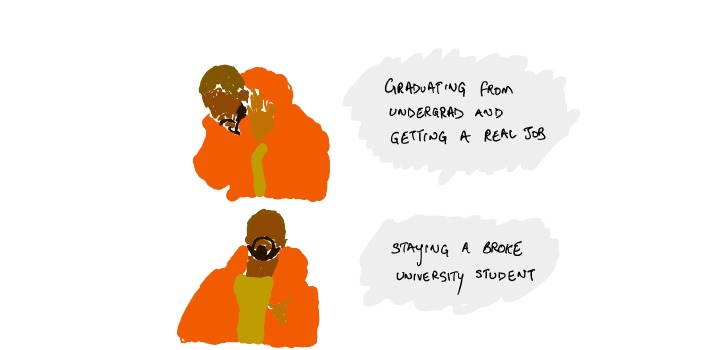 GRADUATING FROM
UNDERGRAD AND
GETTING A REAL JOB
STAYING A BROKE
UNIVERSITY STUDENT